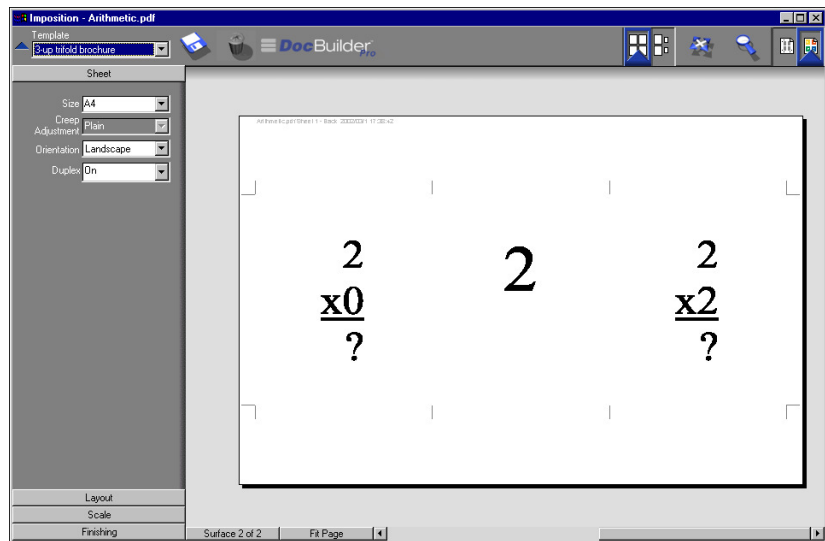 Imposition - Arithmetic.pdf
Template
3-up trifold brochure
DocBuilder Pro
Sheet
Size A4
Creep
Adjustment Plain
Orientation Landscape
Duplex On
2
x0
?
2
2
x2
?
Layout
Scale
Finishing
Surface 2 of 2
Fit Page